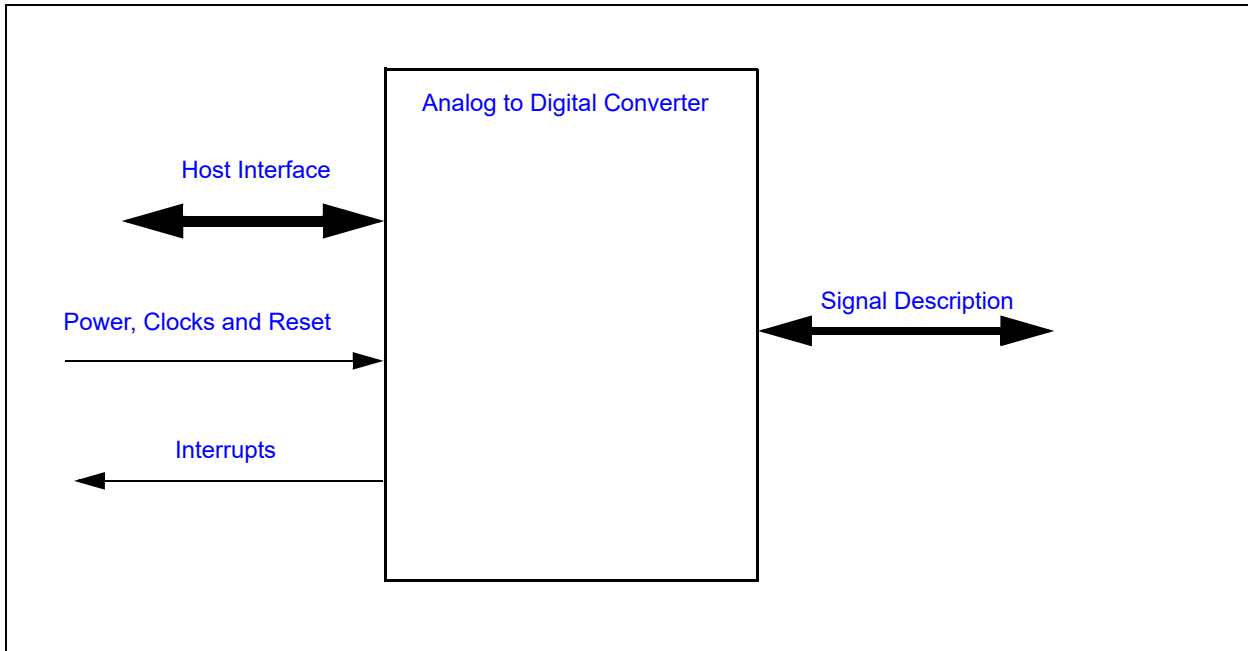 Analog to Digital Converter
Host Interface
Signal Description
Power, Clocks and Reset
Interrupts